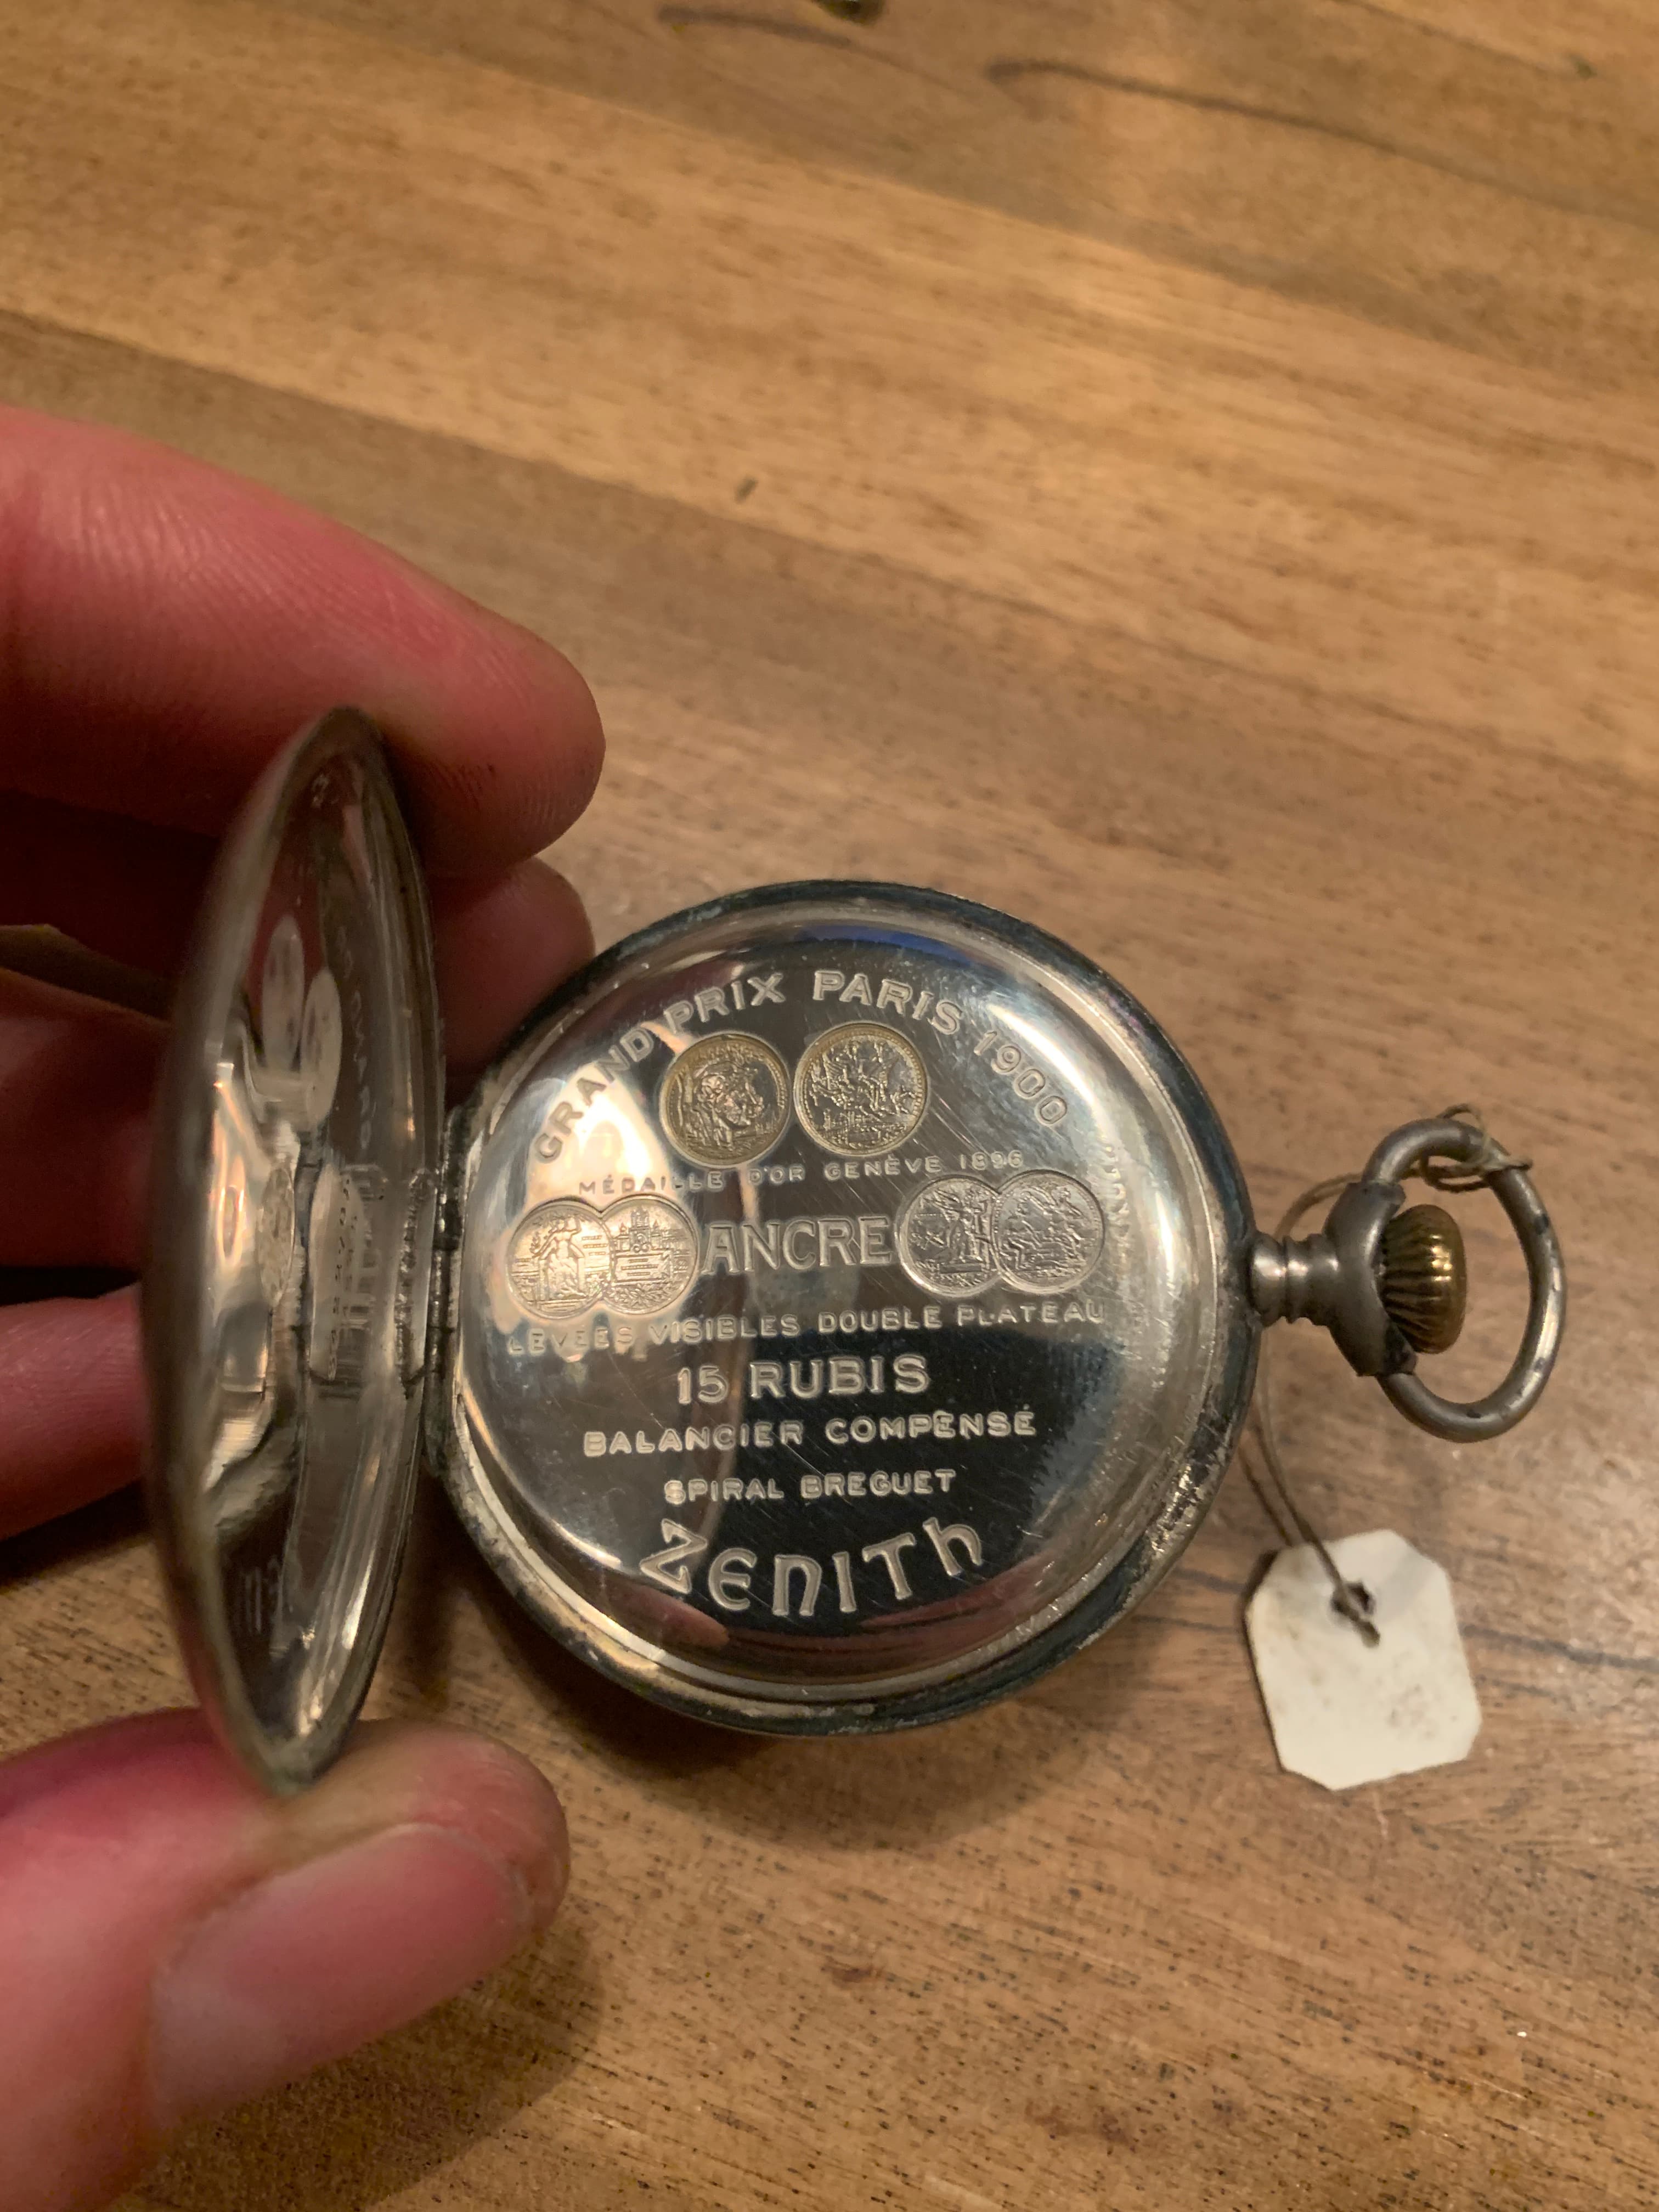 GRAND PRIX PARIS 1900
MÉDAILLE D'OR GENÈVE 1896
ANCRE
LEVÉES VISIBLES DOUBLE PLATEAU
15 RUBIS
BALANCIER COMPENSÉ
SPIRAL BREGUET
ZENITH